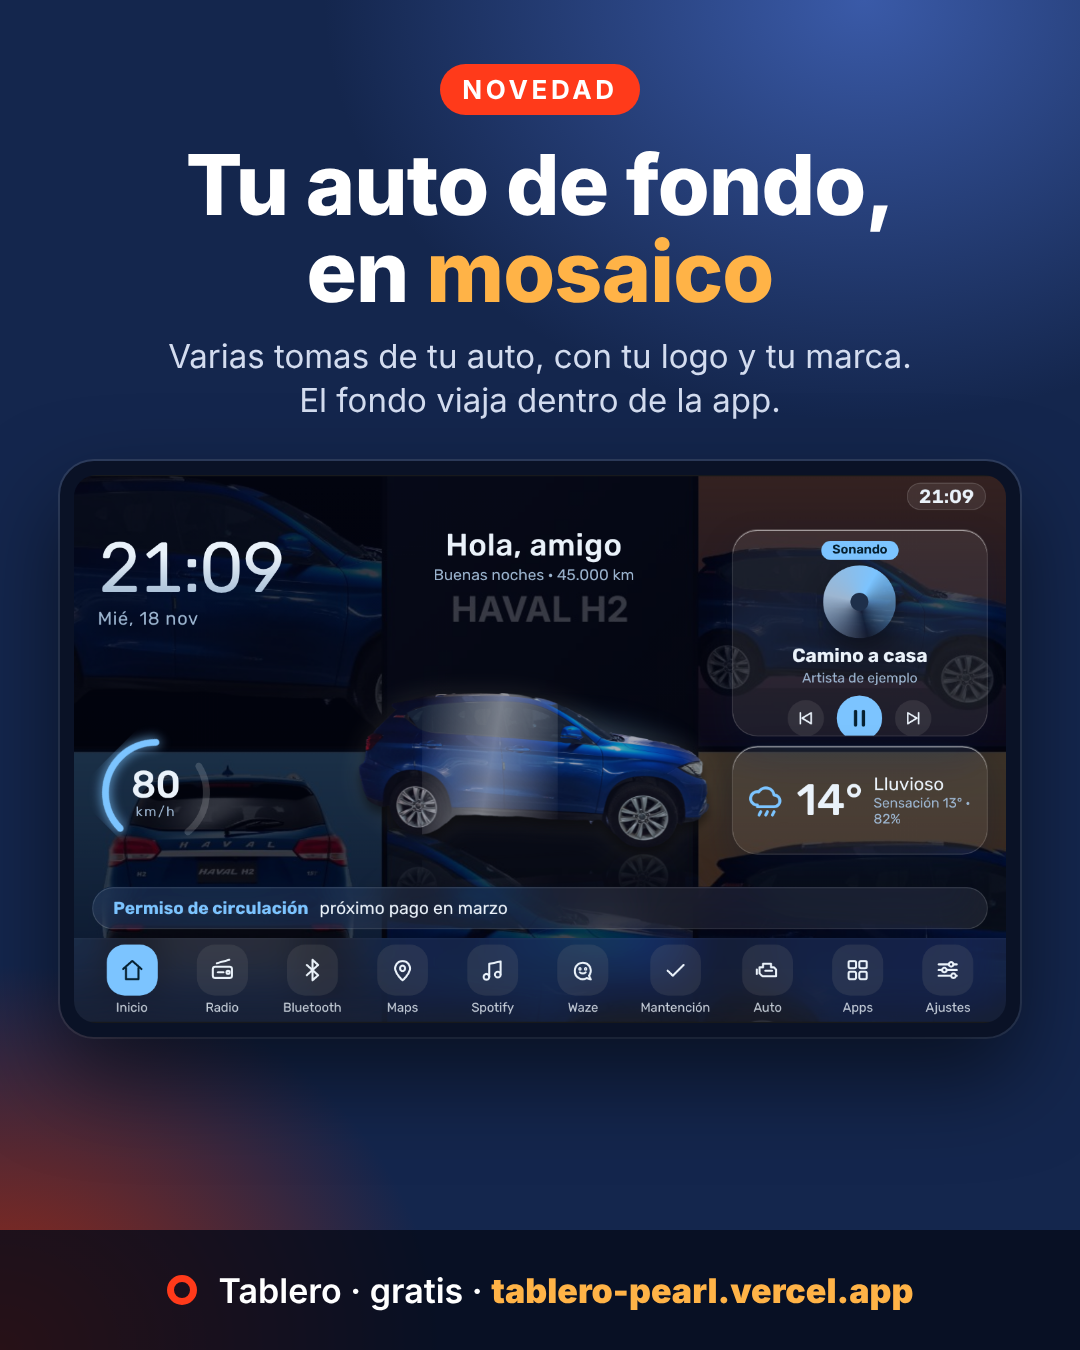 NOVEDAD
Tu auto de fondo,
en mosaico
Varias tomas de tu auto, con tu logo y tu marca.
El fondo viaja dentro de la app.
21:09
21:09
Mié, 18 nov
Hola, amigo
Buenas noches • 45.000 km
HAVAL H2
Sonando
Camino a casa
Artista de ejemplo
80
km/h
14°
Lluvioso
Sensación 13° •
82%
HAVAL
H2
HAVAL H2
Permiso de circulación próximo pago en marzo
Inicio
Radio
Bluetooth
Maps
Spotify
Waze
Mantención
Auto
Apps
Ajustes
Tablero · gratis · tablero-pearl.vercel.app